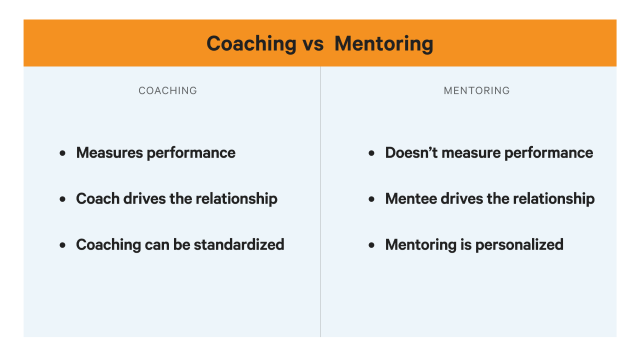 Coaching vs Mentoring
COACHING
• Measures performance
• Coach drives the relationship
• Coaching can be standardized
MENTORING
• Doesn’t measure performance
• Mentee drives the relationship
• Mentoring is personalized